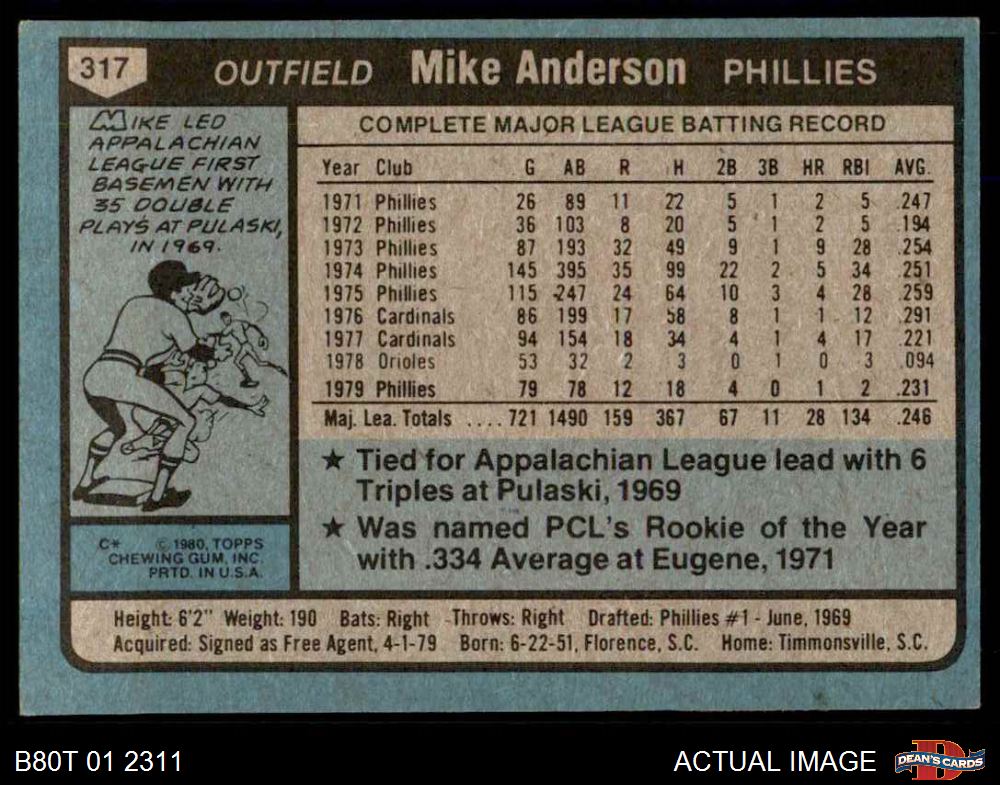 317 OUTFIELD Mike Anderson PHILLIES
MIKE LED
APPALACHIAN
LEAGUE FIRST
BASEMEN WITH
35 DOUBLE
PLAYS AT PULASKI,
IN 1969.
C* © 1980, TOPPS
CHEWING GUM, INC.
PRTD. IN U.S.A.
COMPLETE MAJOR LEAGUE BATTING RECORD
Year Club G AB R H 2B 3B HR RBI AVG.
1971 Phillies 26 89 11 22 5 1 2 5 .247
1972 Phillies 36 103 8 20 5 1 2 5 .194
1973 Phillies 87 193 32 49 9 1 9 28 .254
1974 Phillies 145 395 35 99 22 2 5 34 .251
1975 Phillies 115 247 24 64 10 3 4 28 .259
1976 Cardinals 86 199 17 58 8 1 1 12 .291
1977 Cardinals 94 154 18 34 4 1 4 17 .221
1978 Orioles 53 32 2 3 0 1 0 3 .094
1979 Phillies 79 78 12 18 4 0 1 2 .231
Maj. Lea. Totals ....721 1490 159 367 67 11 28 134 .246
★ Tied for Appalachian League lead with 6
Triples at Pulaski, 1969
★ Was named PCL's Rookie of the Year
with .334 Average at Eugene, 1971
Height: 6'2" Weight: 190 Bats: Right Throws: Right Drafted: Phillies #1 - June, 1969
Acquired: Signed as Free Agent, 4-1-79 Born: 6-22-51, Florence, S.C. Home: Timmonsville, S.C.
B80T 01 2311 ACTUAL IMAGE DEAN'S CARDS